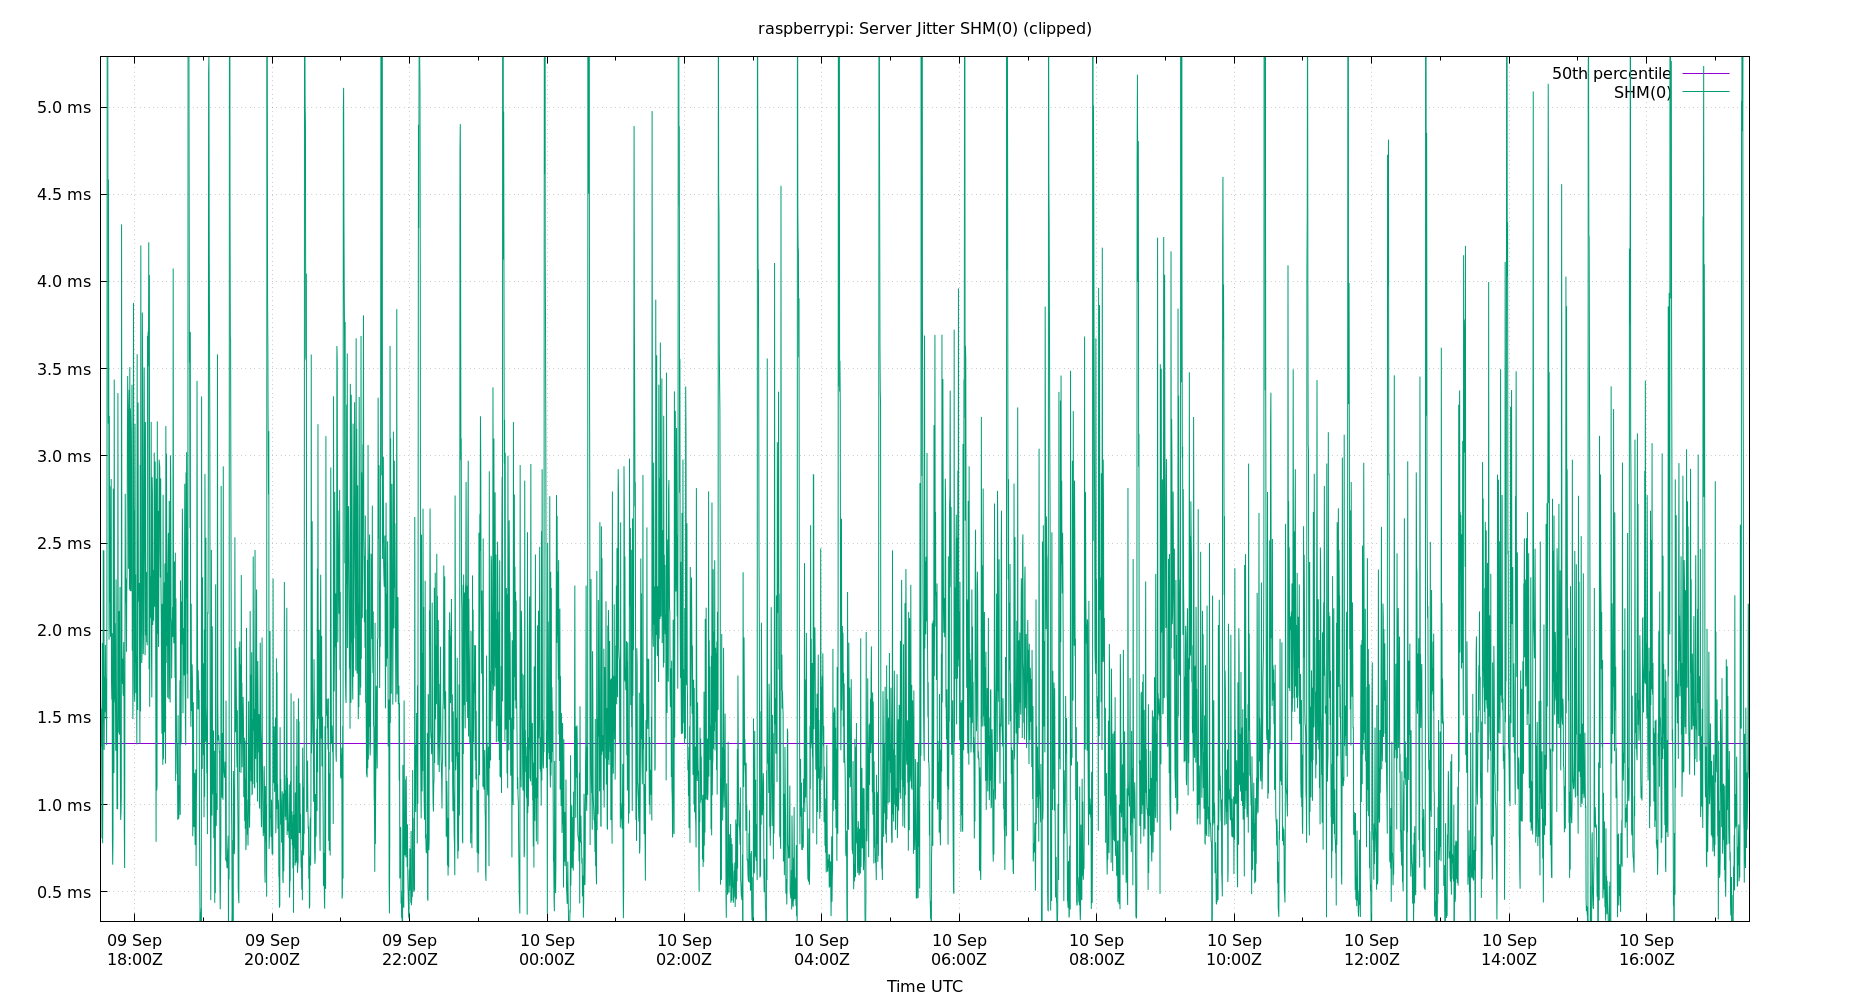 raspberrypi: Server Jitter SHM(0) (clipped)
50th percentile
SHM(0)
5.0 ms
4.5 ms
4.0 ms
3.5 ms
3.0 ms
2.5 ms
2.0 ms
1.5 ms
1.0 ms
0.5 ms
09 Sep 09 Sep 09 Sep 10 Sep 10 Sep 10 Sep 10 Sep 10 Sep 10 Sep 10 Sep 10 Sep 10 Sep
18:00Z 20:00Z 22:00Z 00:00Z 02:00Z 04:00Z 06:00Z 08:00Z 10:00Z 12:00Z 14:00Z 16:00Z
Time UTC